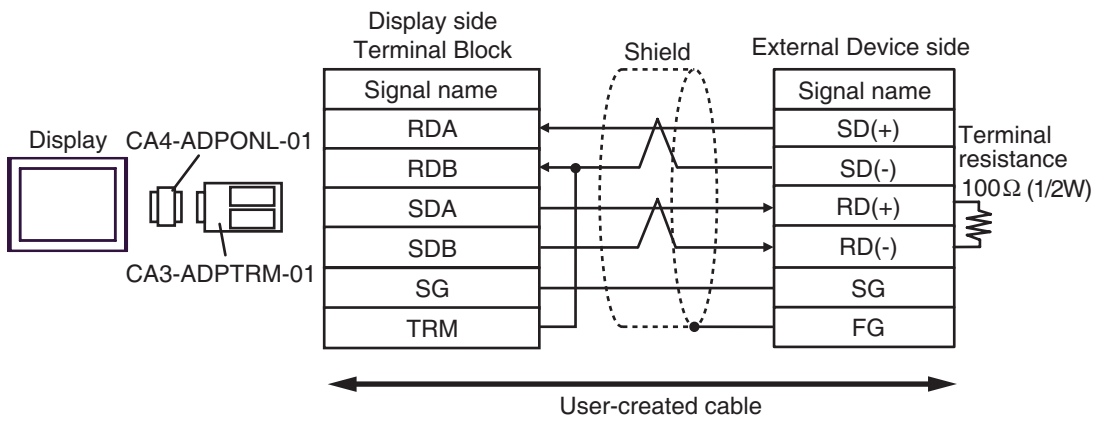 Display side
Terminal Block
Shield
External Device side
Signal name
Signal name
Display
CA4-ADPONL-01
CA3-ADPTRM-01
RDA
SD(+)
RDB
SD(-)
SDA
RD(+)
SDB
RD(-)
SG
SG
TRM
FG
Terminal
resistance
100Ω (1/2W)
User-created cable